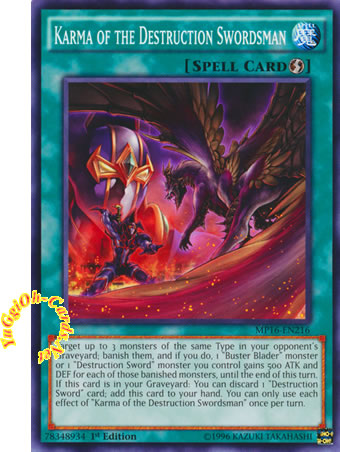 KARMA OF THE DESTRUCTION SWORDSMAN
[SPELL CARD]
MP16-EN216
YuGiOh-Cards
Target up to 3 monsters of the same Type in your opponent's
Graveyard; banish them, and if you do, 1 "Buster Blader" monster
or 1 "Destruction Sword" monster you control gains 500 ATK and
DEF for each of those banished monsters, until the end of this turn.
If this card is in your Graveyard: You can discard 1 "Destruction
Sword" card; add this card to your hand. You can only use each
effect of "Karma of the Destruction Swordsman" once per turn.
78348934
1st Edition
©1996 KAZUKI TAKAHASHI